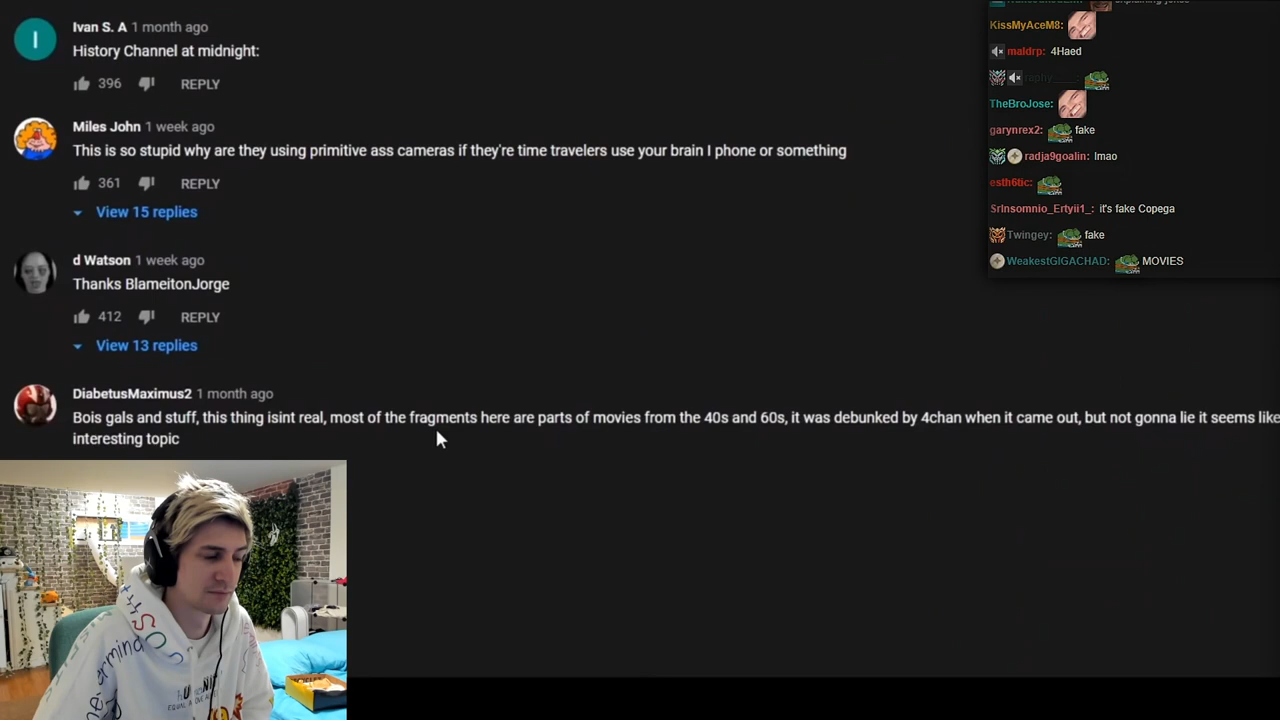 Ivan S. A 1 month ago
History Channel at midnight:
396 REPLY
Miles John 1 week ago
This is so stupid why are they using primitive ass cameras if they're time travelers use your brain I phone or something
361 REPLY
View 15 replies
d Watson 1 week ago
Thanks BlameitonJorge
412 REPLY
View 13 replies
DiabetusMaximus2 1 month ago
Bois gals and stuff, this thing isint real, most of the fragments here are parts of movies from the 40s and 60s, it was debunked by 4chan when it came out, but not gonna lie it seems like
interesting topic
KissMyAceM8:
maldrp: 4Haed
TheBroJose:
garynrex2: fake
radja9goalin: lmao
esth6tic:
SrInsomnio_Ertyii1_: it's fake Copega
Twingey: fake
WeakestGIGACHAD: MOVIES